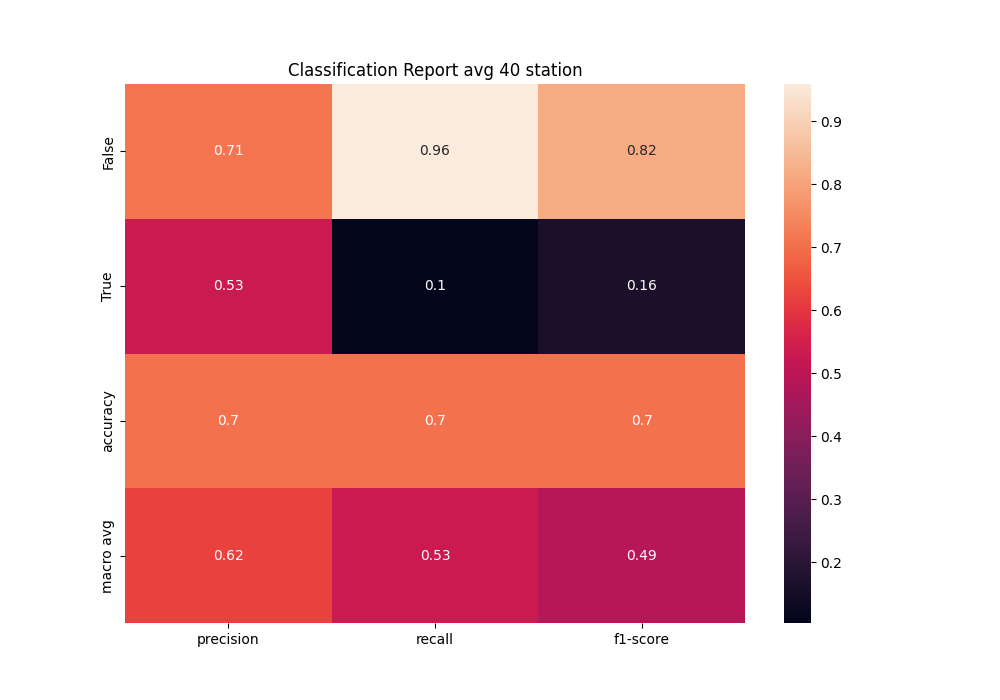 Classification Report avg 40 station
False 0.71 0.96 0.82
True 0.53 0.1 0.16
accuracy 0.7 0.7 0.7
macro avg 0.62 0.53 0.49
precision recall f1-score
0.9
0.8
0.7
0.6
0.5
0.4
0.3
0.2